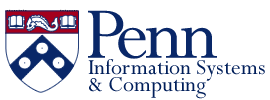 Penn
Information Systems
& Computing